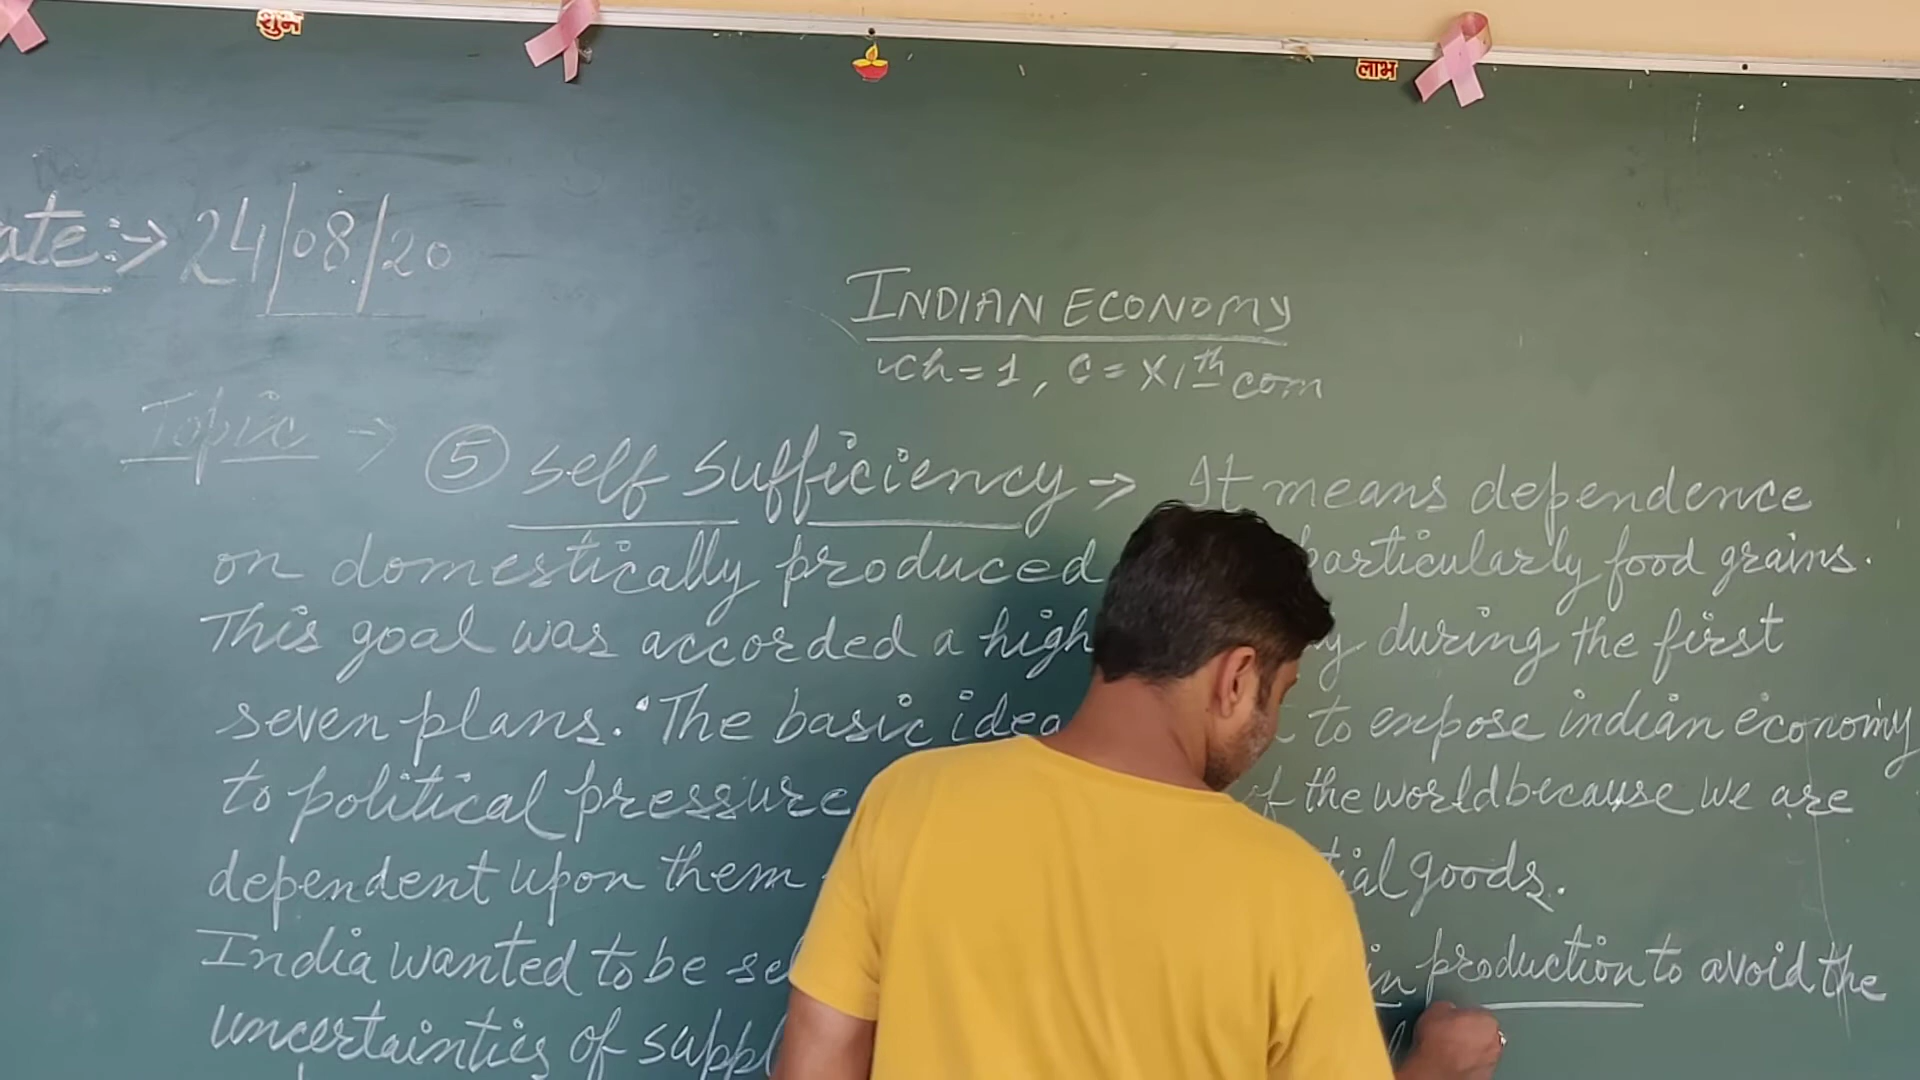 शुभ
लाभ
ate:→ 24/08/20
INDIAN ECONOMY
Ch=1, C=XIth com
Topic → ⑤ Self Sufficiency → It means dependence
on domestically produced particularly food grains.
This goal was accorded a high during the first
seven plans. The basic idea to expose indian economy
to political pressure of the world because we are
dependent upon them goods.
India wanted to be in production to avoid the
uncertainties of